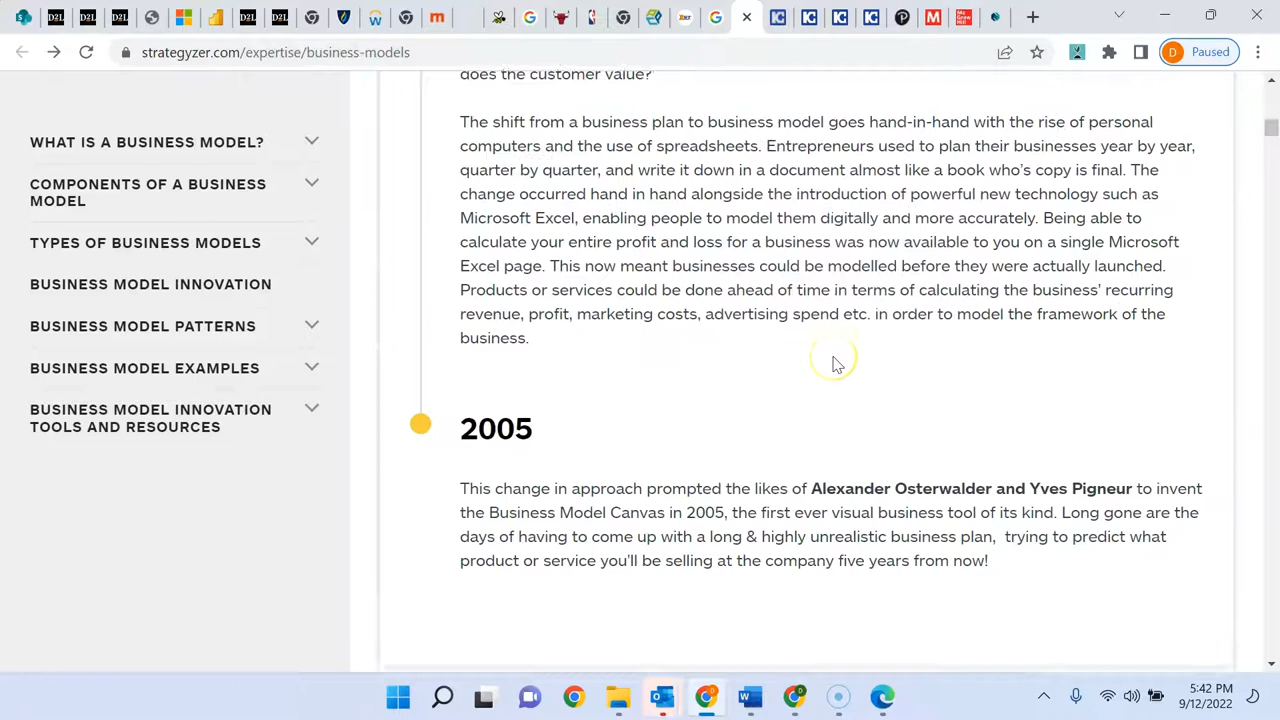 D2L
D2L
D2L
D2L
D2L
strategyzer.com/expertise/business-models
D
Paused
does the customer value?
WHAT IS A BUSINESS MODEL?
COMPONENTS OF A BUSINESS
MODEL
TYPES OF BUSINESS MODELS
BUSINESS MODEL INNOVATION
BUSINESS MODEL PATTERNS
BUSINESS MODEL EXAMPLES
BUSINESS MODEL INNOVATION
TOOLS AND RESOURCES
The shift from a business plan to business model goes hand-in-hand with the rise of personal
computers and the use of spreadsheets. Entrepreneurs used to plan their businesses year by year,
quarter by quarter, and write it down in a document almost like a book who's copy is final. The
change occurred hand in hand alongside the introduction of powerful new technology such as
Microsoft Excel, enabling people to model them digitally and more accurately. Being able to
calculate your entire profit and loss for a business was now available to you on a single Microsoft
Excel page. This now meant businesses could be modelled before they were actually launched.
Products or services could be done ahead of time in terms of calculating the business' recurring
revenue, profit, marketing costs, advertising spend etc. in order to model the framework of the
business.
2005
This change in approach prompted the likes of Alexander Osterwalder and Yves Pigneur to invent
the Business Model Canvas in 2005, the first ever visual business tool of its kind. Long gone are the
days of having to come up with a long & highly unrealistic business plan, trying to predict what
product or service you'll be selling at the company five years from now!
5:42 PM
9/12/2022